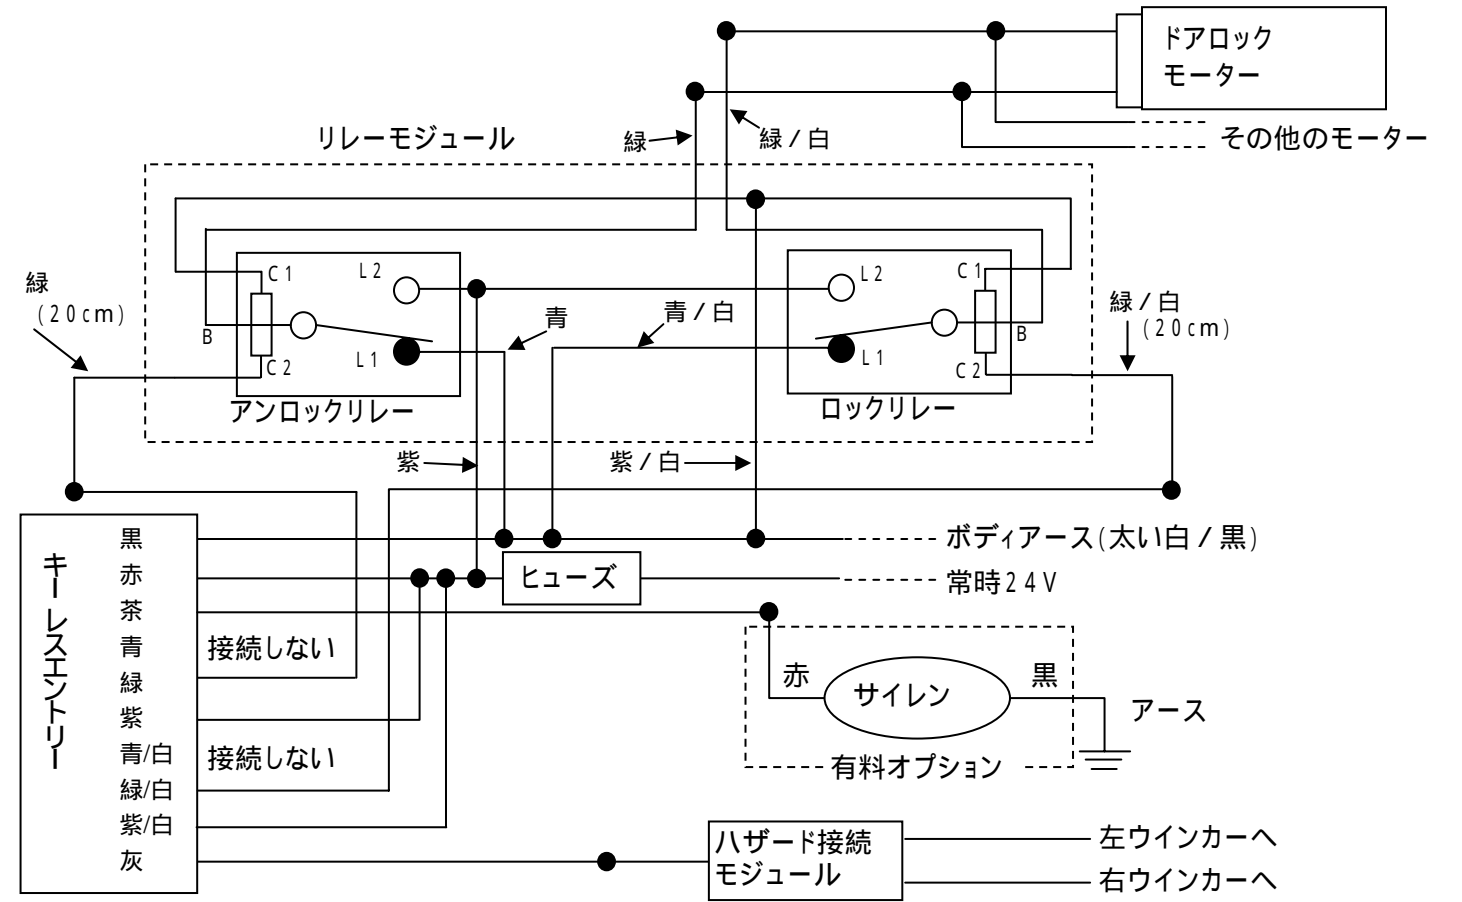 ドアロック
モーター
その他のモーター
緑
緑/白
リレーモジュール
緑
(20cm)
C1
L2
B
L1
C2
アンロックリレー
青
青/白
L2
C1
B
L1
C2
ロックリレー
緑/白
(20cm)
紫
紫/白
キーレスエントリー
黒
赤
茶
青
緑
紫
青/白
緑/白
紫/白
灰
接続しない
接続しない
ボディアース(太い白/黒)
ヒューズ
常時24V
赤
サイレン
黒
アース
有料オプション
ハザード接続
モジュール
左ウインカーへ
右ウインカーへ